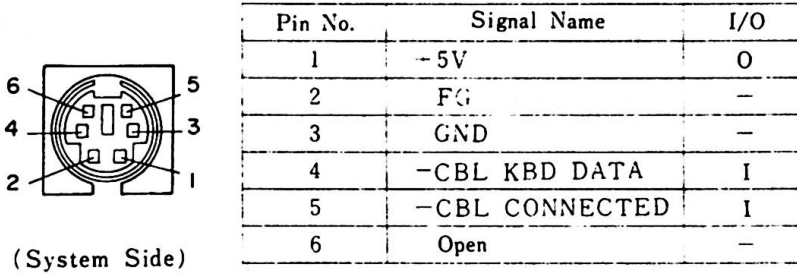 Pin No. Signal Name I/O
1 +5V O
2 FG —
3 GND —
4 −CBL KBD DATA I
5 −CBL CONNECTED I
6 Open —
6 5
4 3
2 1
(System Side)